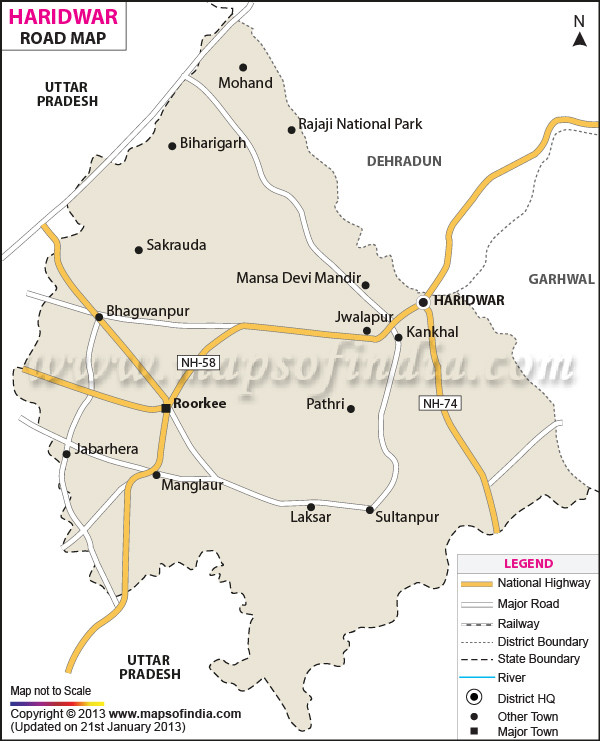 HARIDWAR
ROAD MAP
N
UTTAR
PRADESH
Mohand
Rajaji National Park
Biharigarh
DEHRADUN
Sakrauda
Mansa Devi Mandir
GARHWAL
HARIDWAR
Bhagwanpur
Jwalapur
Kankhal
www.mapsofindia.com
NH-58
Roorkee
Pathri
NH-74
Jabarhera
Manglaur
Laksar
Sultanpur
UTTAR
PRADESH
LEGEND
National Highway
Major Road
Railway
District Boundary
State Boundary
River
District HQ
Other Town
Major Town
Map not to Scale
Copyright © 2013 www.mapsofindia.com
(Updated on 21st January 2013)